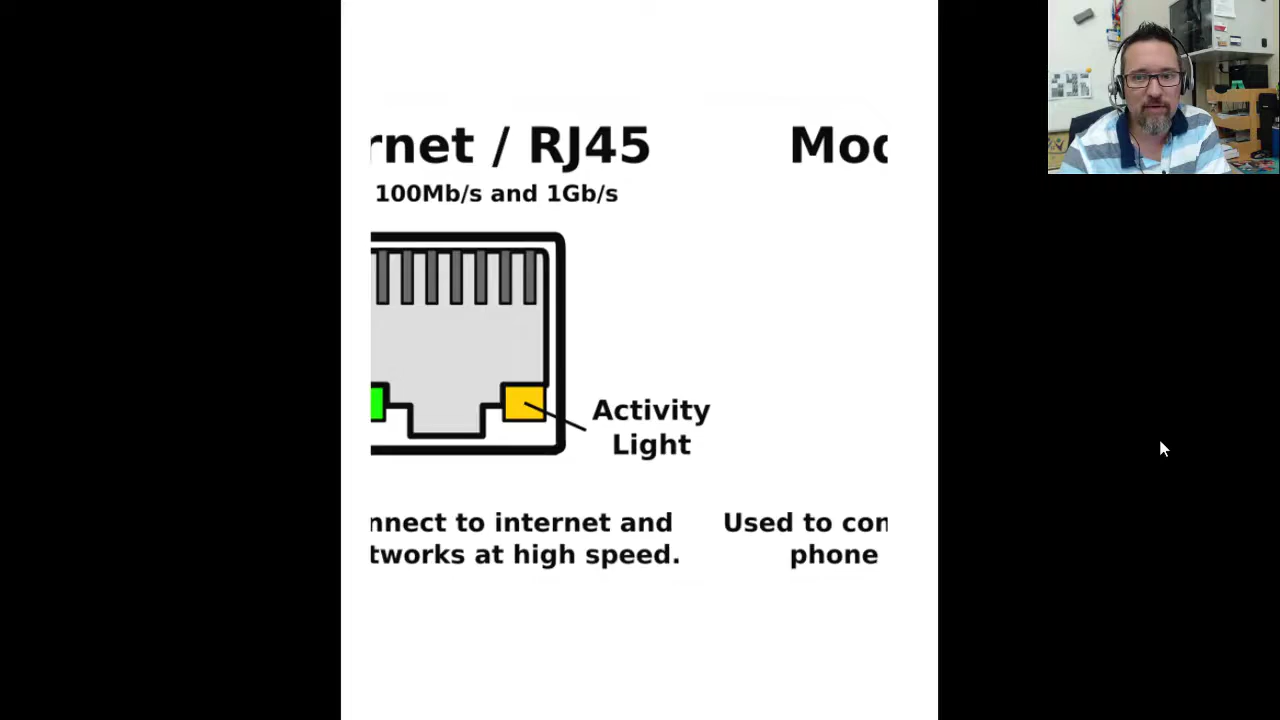 rnet / RJ45
100Mb/s and 1Gb/s
Activity
Light
nnect to internet and
tworks at high speed.
Moc
Used to con
phone